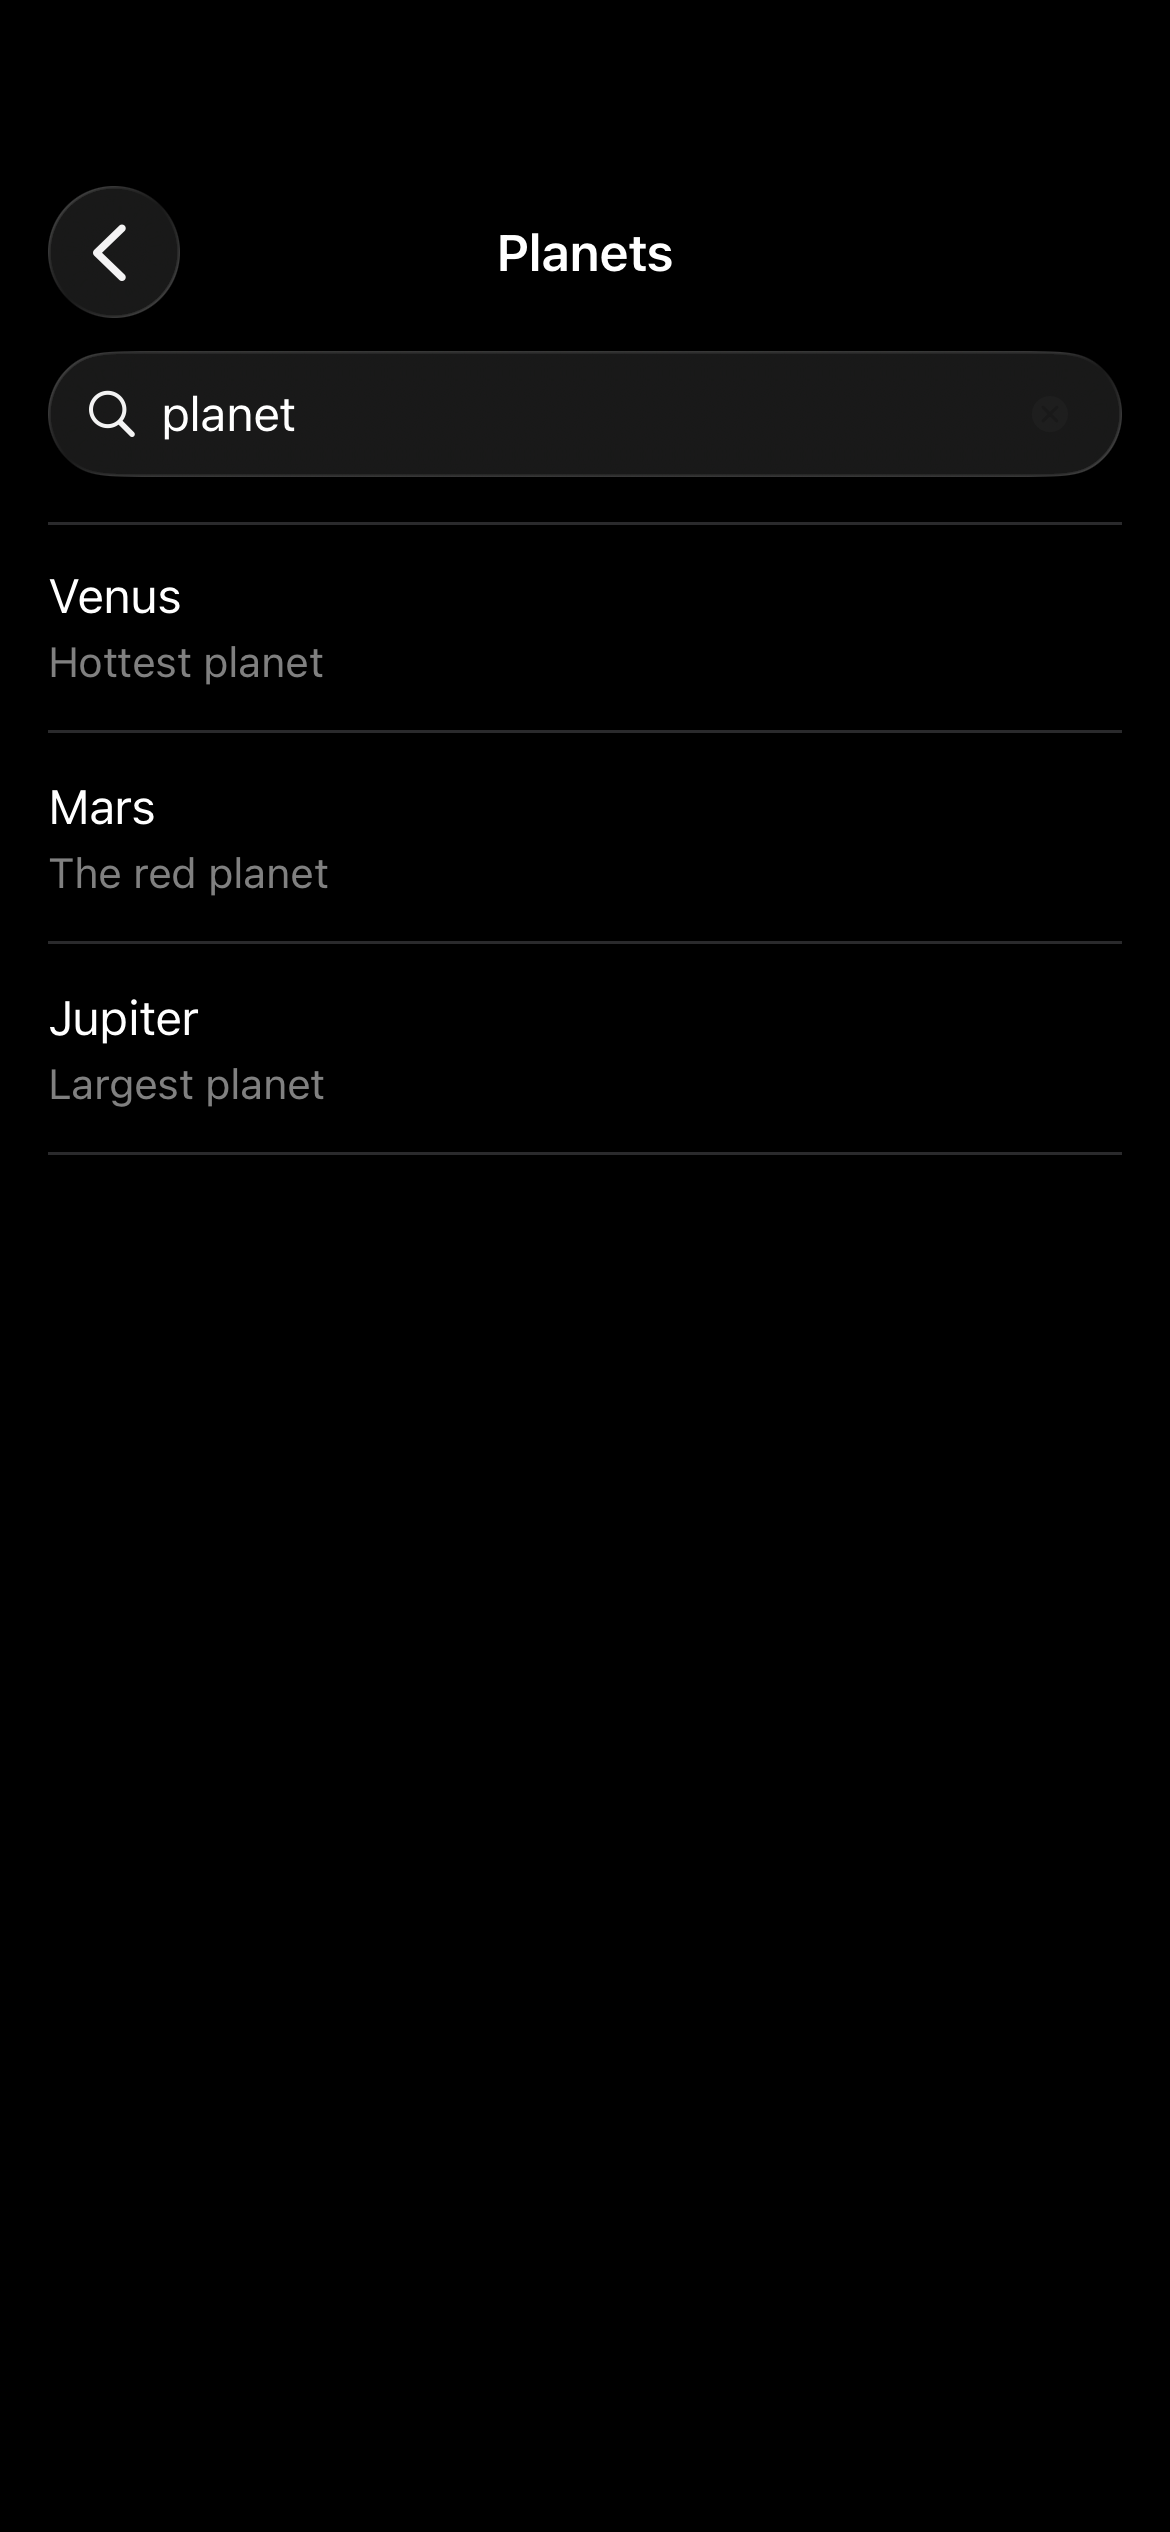 Planets
planet
Venus
Hottest planet
Mars
The red planet
Jupiter
Largest planet